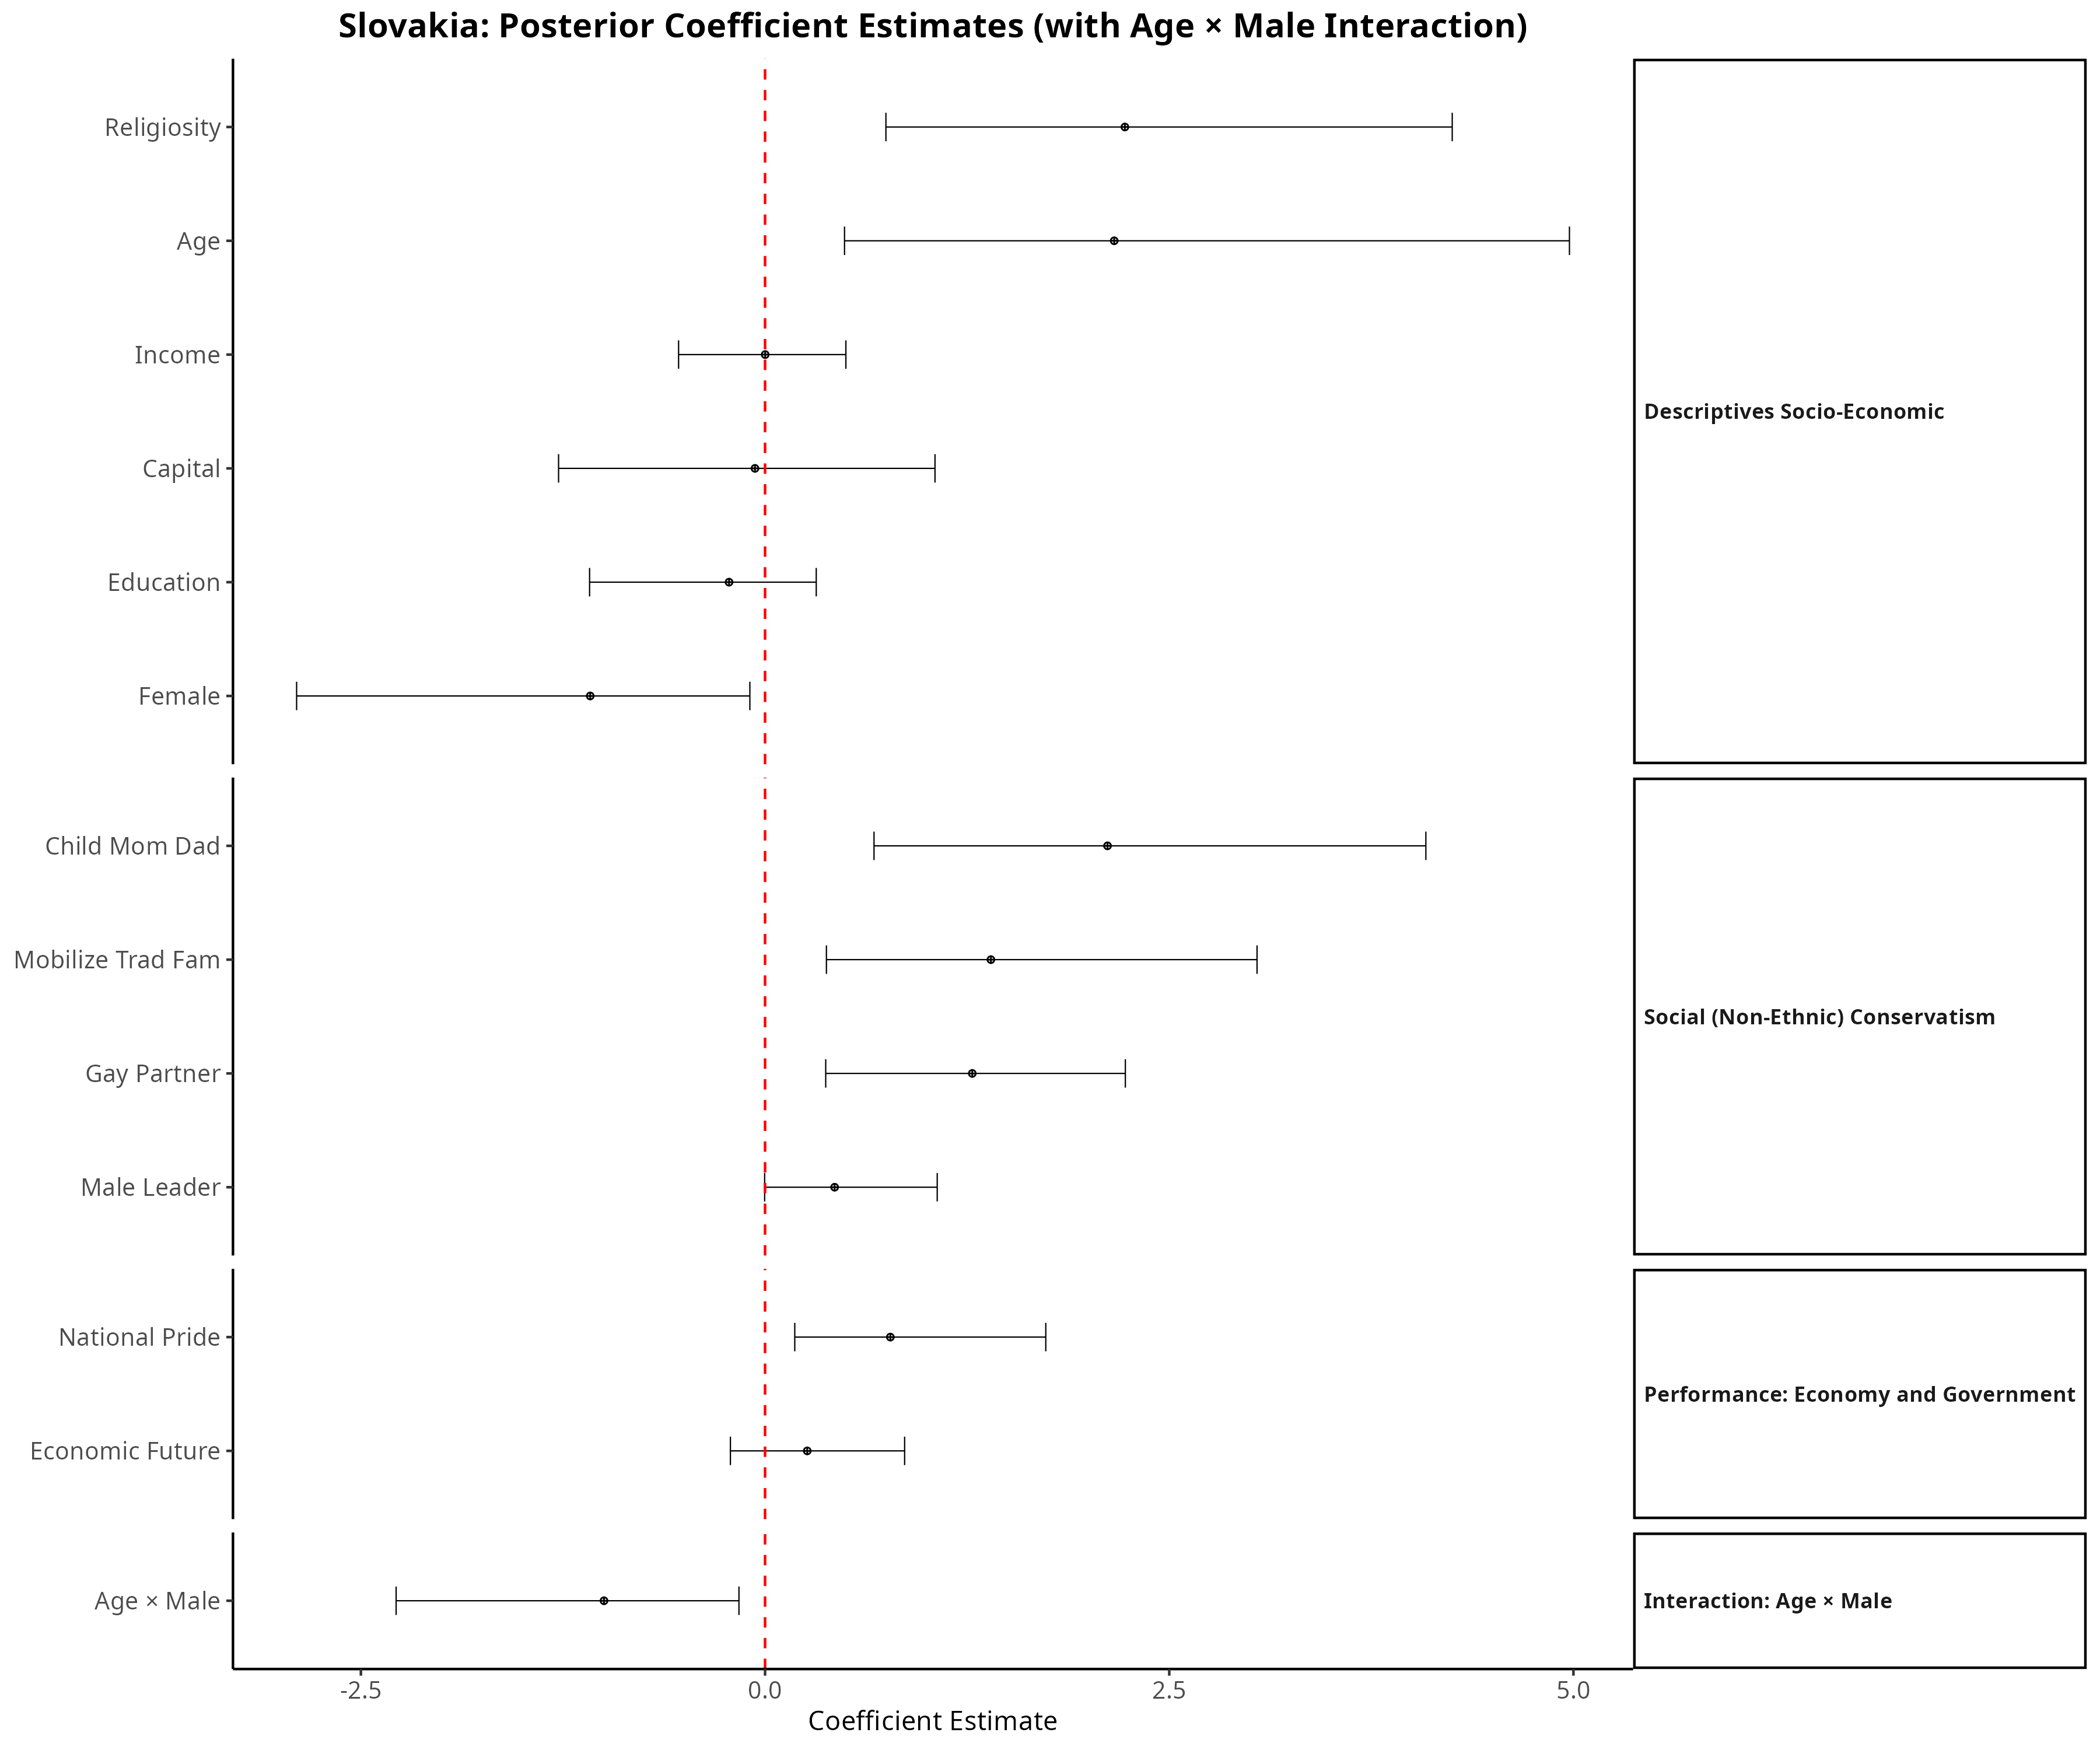 Slovakia: Posterior Coefficient Estimates (with Age × Male Interaction)
Religiosity
Age
Income
Capital
Education
Female
Descriptives Socio-Economic
Child Mom Dad
Mobilize Trad Fam
Gay Partner
Male Leader
Social (Non-Ethnic) Conservatism
National Pride
Economic Future
Performance: Economy and Government
Age × Male
Interaction: Age × Male
-2.5
0.0
2.5
5.0
Coefficient Estimate